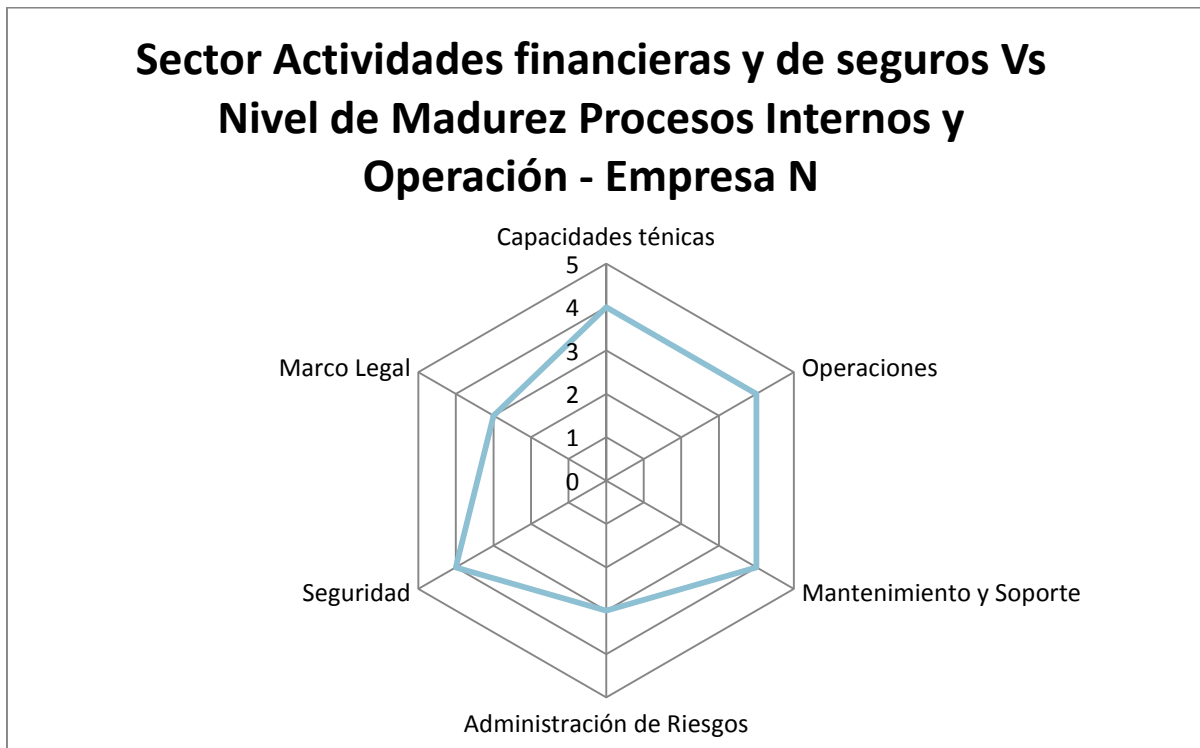 Sector Actividades financieras y de seguros Vs
Nivel de Madurez Procesos Internos y
Operación - Empresa N
Capacidades ténicas
5
4
3
2
1
0
Operaciones
Mantenimiento y Soporte
Administración de Riesgos
Seguridad
Marco Legal